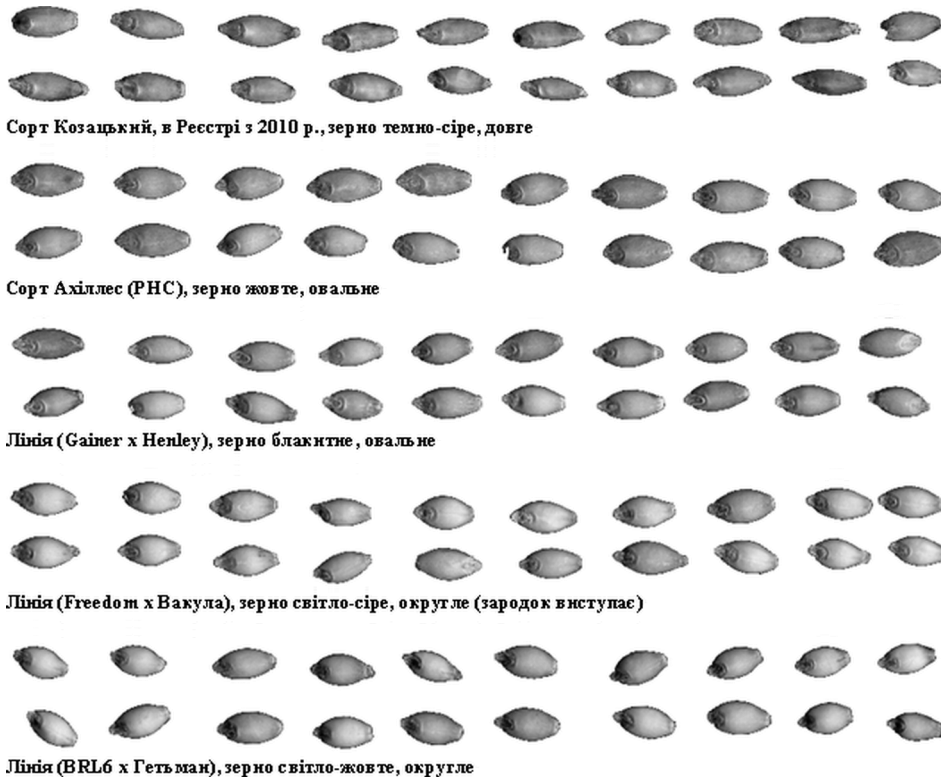 Сорт Козацький, в Реєстрі з 2010 р., зерно темно-сіре, довге
Сорт Ахіллес (РНС), зерно жовте, овальне
Лінія (Gainer x Henley), зерно блакитне, овальне
Лінія (Freedom x Вакула), зерно світло-сіре, округле (зародок виступає)
Лінія (BRL6 x Гетьман), зерно світло-жовте, округле